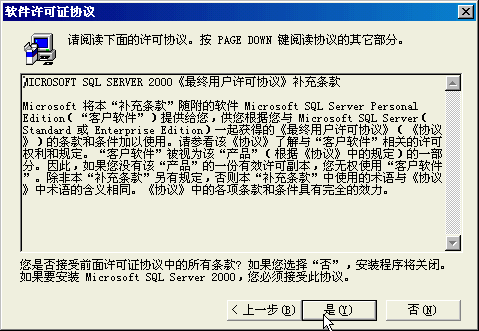 软件许可证协议
请阅读下面的许可协议。按 PAGE DOWN 键阅读协议的其它部分。
MICROSOFT SQL SERVER 2000《最终用户许可协议》补充条款
Microsoft 将本“补充条款”随附的软件 Microsoft SQL Server Personal
Edition(“客户软件”)提供给您,供您根据您与 Microsoft SQL Server(
Standard 或 Enterprise Edition)一起获得的《最终用户许可协议》(《协议
》)的条款和条件加以使用。请参看该《协议》了解与“客户软件”相关的许可
权利和规定。“客户软件”被视为该“产品”(根据《协议》中的规定)的一部
分。因此,如果您没有该“产品”的一份有效许可副本,您无权使用“客户软件
”。除非本“补充条款”另有规定,否则本“补充条款”中使用的术语与《协议
》中术语的含义相同。《协议》中的各项条款和条件具有完全的效力。
您是否接受前面许可证协议中的所有条款?如果您选择“否”,安装程序将关闭。
如果要安装 Microsoft SQL Server 2000,您必须接受此协议。
< 上一步(B)
是(Y)
否(N)